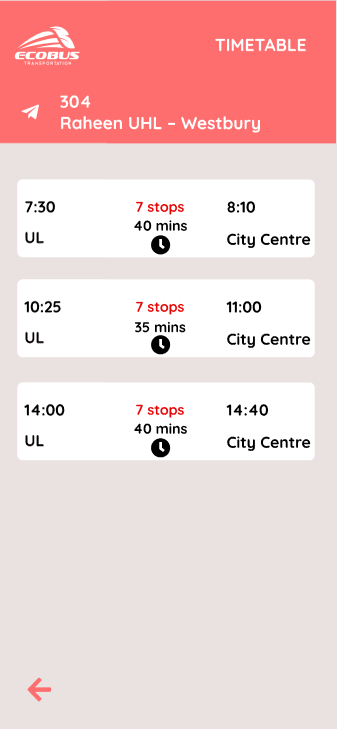 ECOBUS
TRANSPORTATION
TIMETABLE
304
Raheen UHL – Westbury
7:30
7 stops
8:10
40 mins
UL
City Centre
10:25
7 stops
11:00
35 mins
UL
City Centre
14:00
7 stops
14:40
40 mins
UL
City Centre